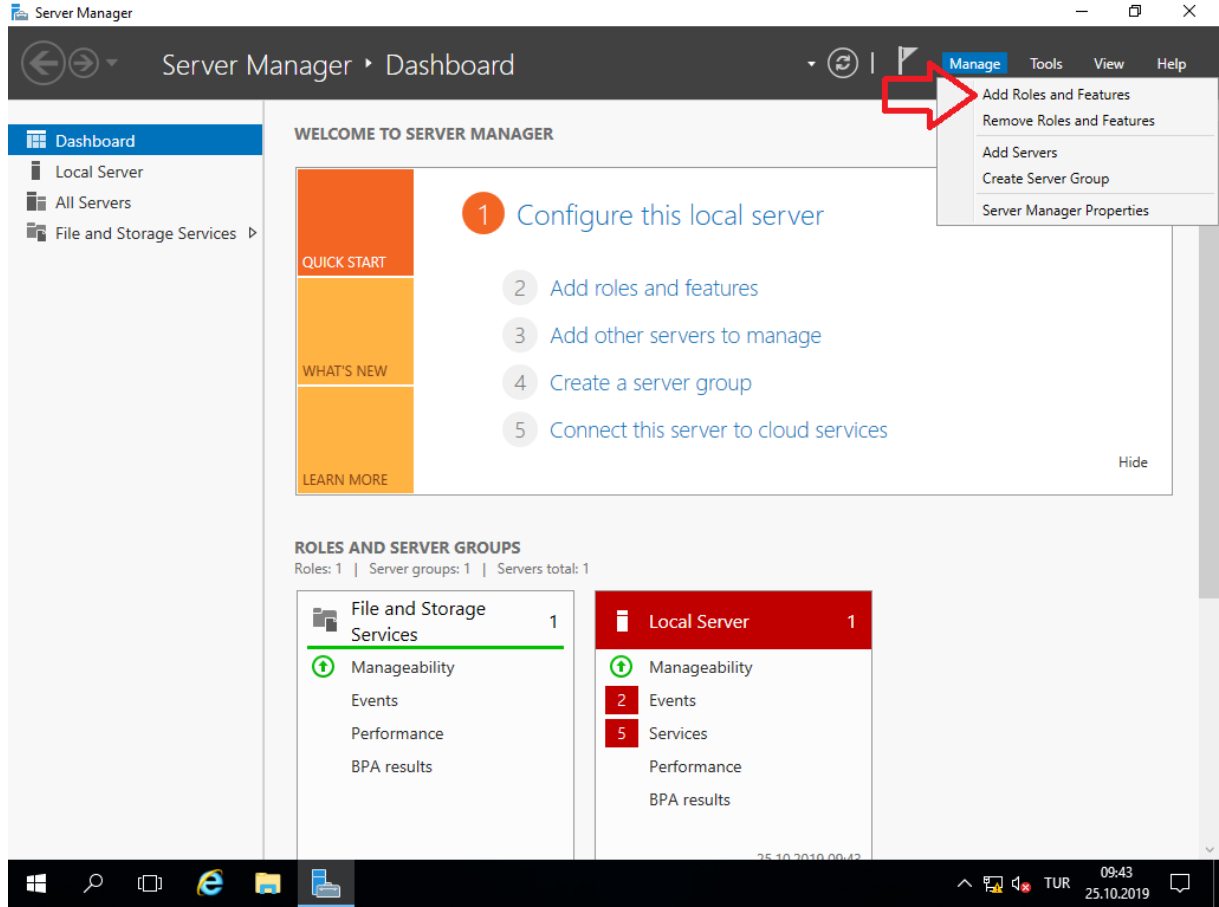 Server Manager
Server Manager ‣ Dashboard
Manage Tools View Help
Add Roles and Features
Remove Roles and Features
Add Servers
Create Server Group
Server Manager Properties
Dashboard
Local Server
All Servers
File and Storage Services
WELCOME TO SERVER MANAGER
QUICK START
WHAT'S NEW
LEARN MORE
1 Configure this local server
2 Add roles and features
3 Add other servers to manage
4 Create a server group
5 Connect this server to cloud services
Hide
ROLES AND SERVER GROUPS
Roles: 1 | Server groups: 1 | Servers total: 1
File and Storage
Services
1
Manageability
Events
Performance
BPA results
Local Server 1
Manageability
2 Events
5 Services
Performance
BPA results
25.10.2019 09:43
TUR
09:43
25.10.2019